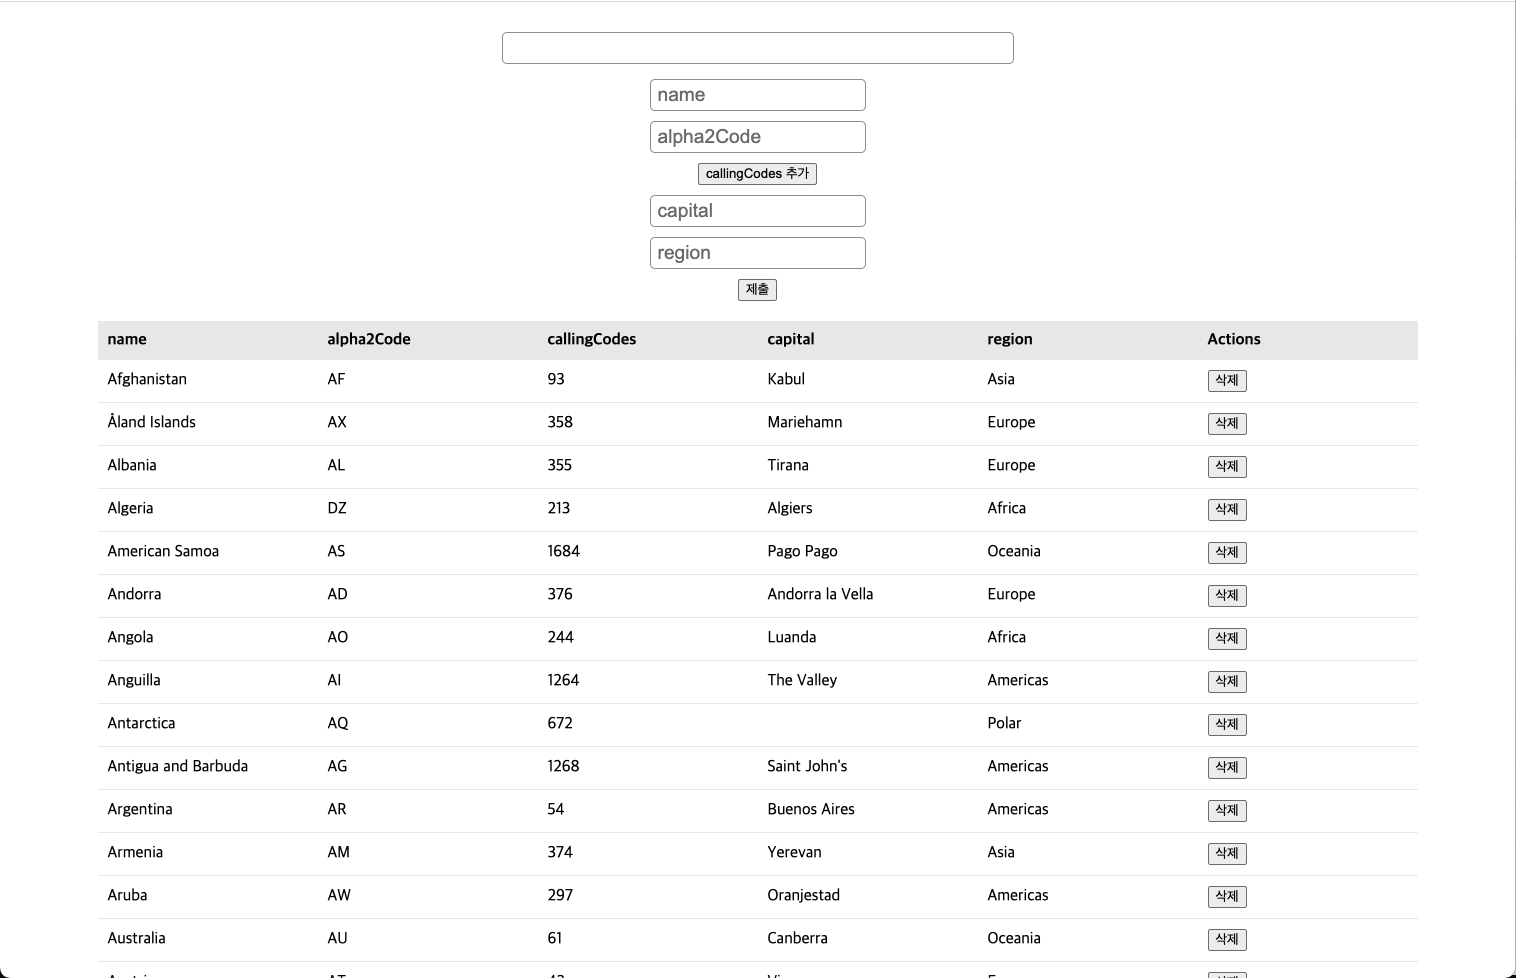 name
alpha2Code
callingCodes 추가
capital
region
제출
name alpha2Code callingCodes capital region Actions
Afghanistan AF 93 Kabul Asia 삭제
Åland Islands AX 358 Mariehamn Europe 삭제
Albania AL 355 Tirana Europe 삭제
Algeria DZ 213 Algiers Africa 삭제
American Samoa AS 1684 Pago Pago Oceania 삭제
Andorra AD 376 Andorra la Vella Europe 삭제
Angola AO 244 Luanda Africa 삭제
Anguilla AI 1264 The Valley Americas 삭제
Antarctica AQ 672 Polar 삭제
Antigua and Barbuda AG 1268 Saint John's Americas 삭제
Argentina AR 54 Buenos Aires Americas 삭제
Armenia AM 374 Yerevan Asia 삭제
Aruba AW 297 Oranjestad Americas 삭제
Australia AU 61 Canberra Oceania 삭제